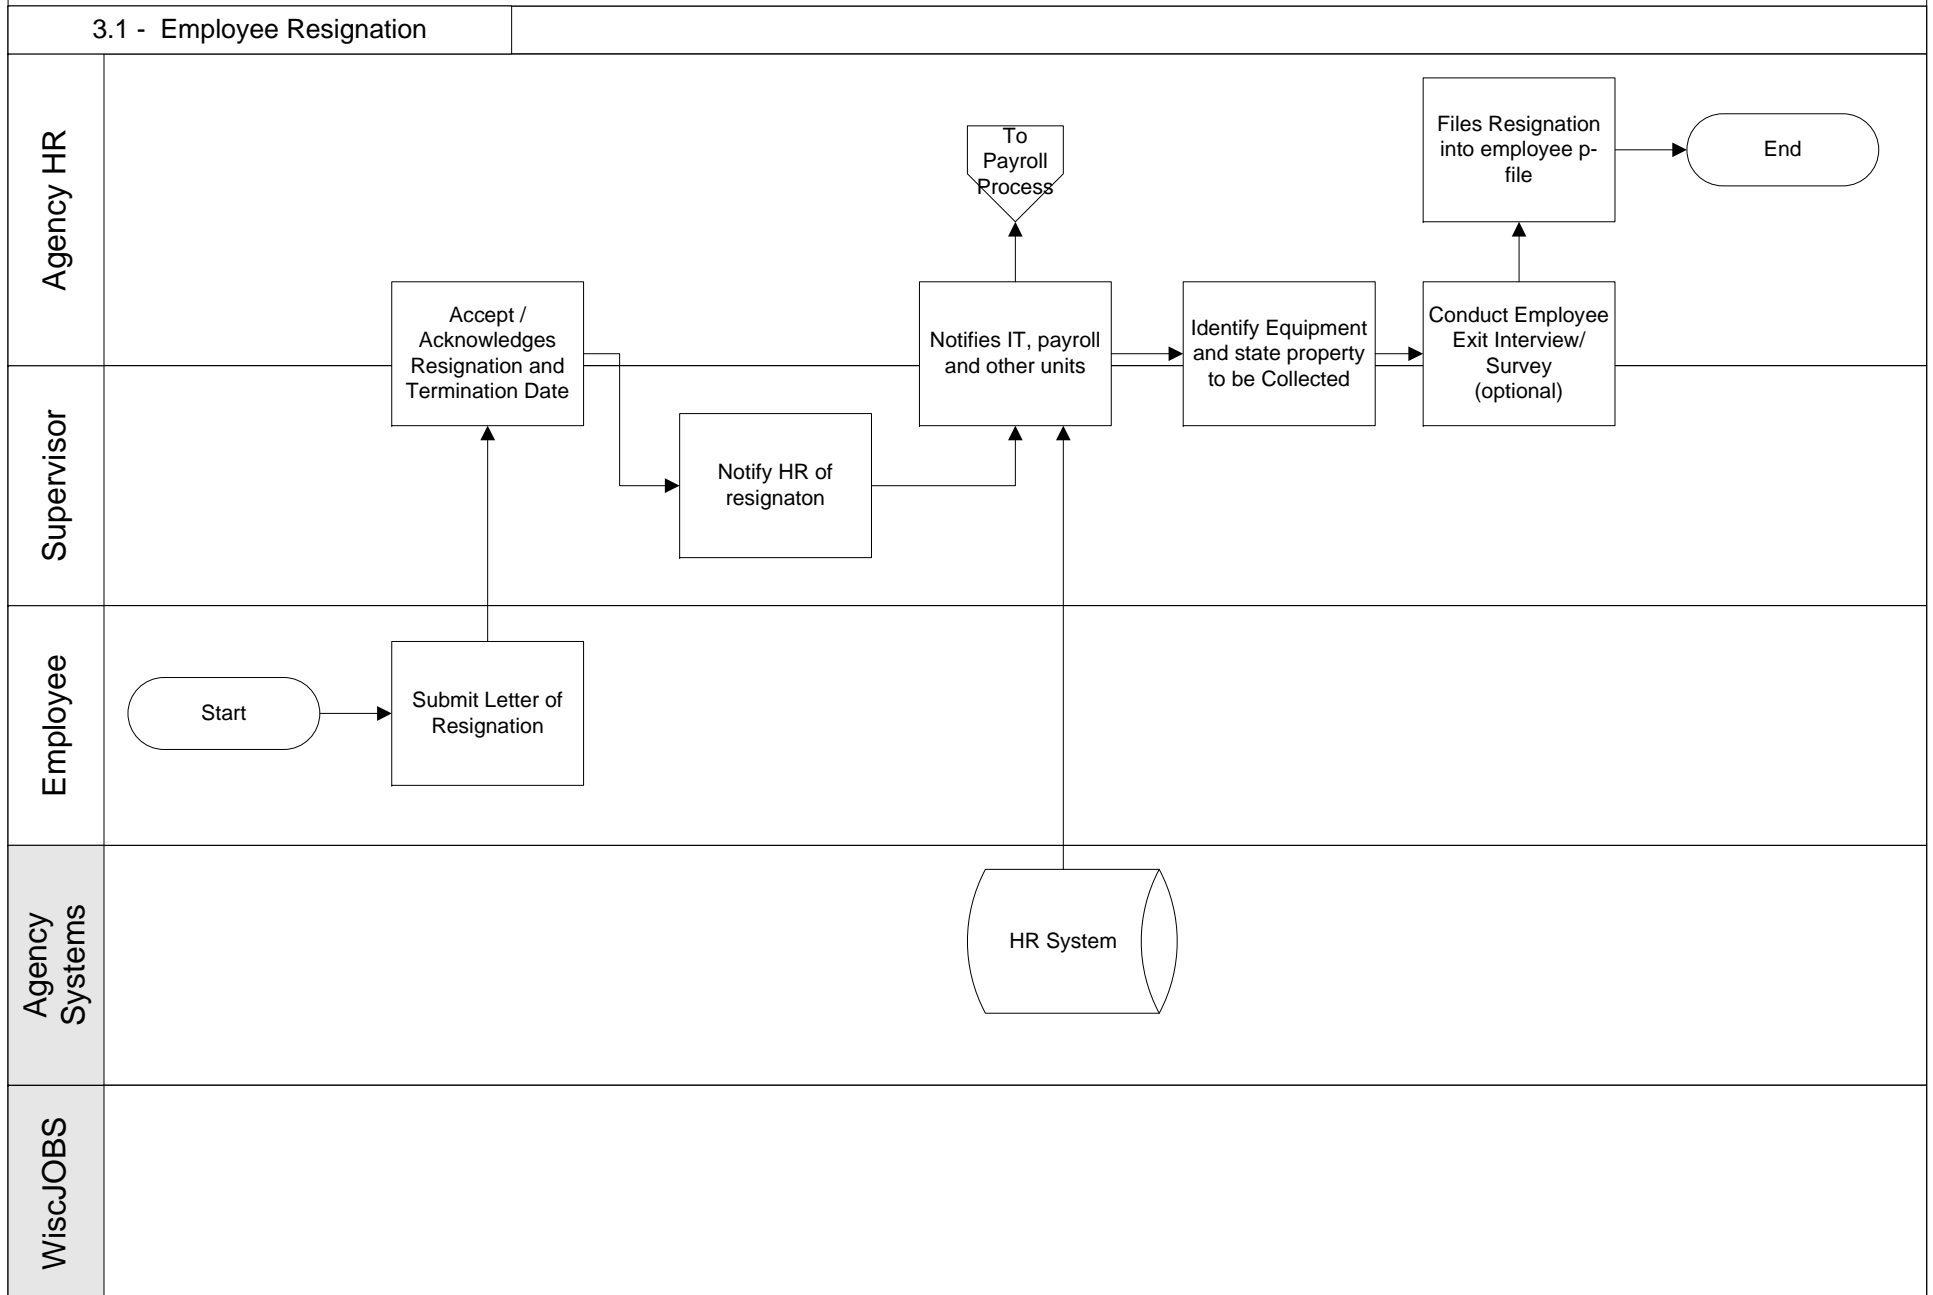 3.1 - Employee Resignation
Agency HR
To
Payroll
Process
Files Resignation
into employee p-
file
End
Accept /
Acknowledges
Resignation and
Termination Date
Notifies IT, payroll
and other units
Identify Equipment
and state property
to be Collected
Conduct Employee
Exit Interview/
Survey
(optional)
Supervisor
Notify HR of
resignaton
Employee
Start
Submit Letter of
Resignation
Agency
Systems
HR System
WiscJOBS